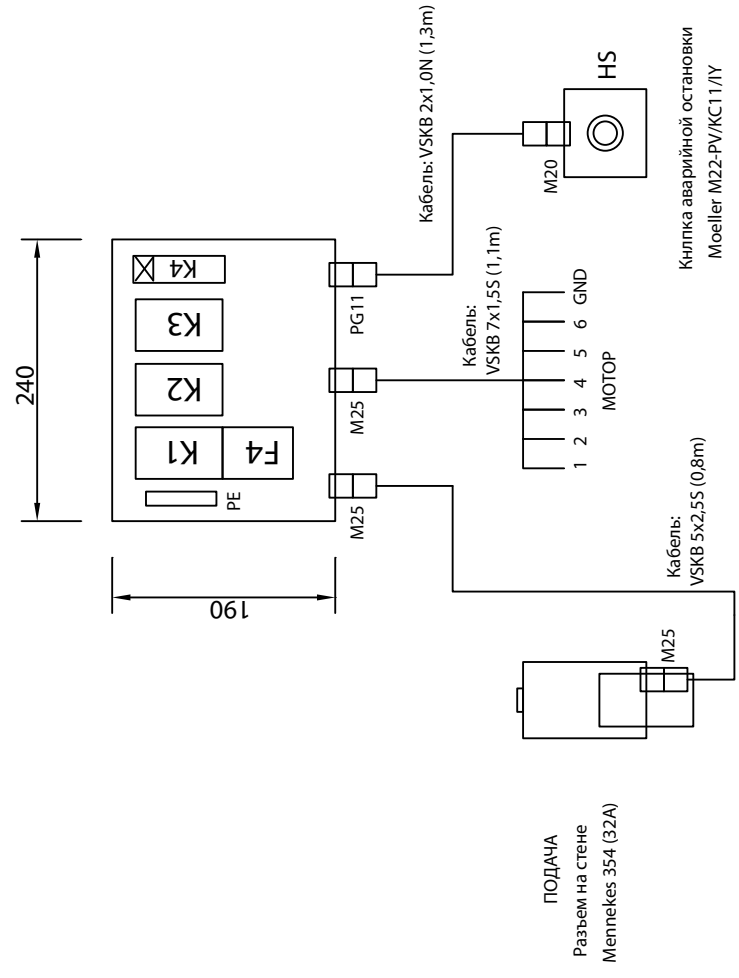 240
190
K1
F4
K2
K3
K4
PE
M25
M25
PG11
Кабель: VSKB 2x1,0N (1,3m)
M20
HS
Кнлпка аварийной остановки
Moeller M22-PV/KC11/IY
Кабель:
VSKB 7x1,5S (1,1m)
1 2 3 4 5 6 GND
МОТОР
Кабель:
VSKB 5x2,5S (0,8m)
M25
ПОДАЧА
Разъем на стене
Mennekes 354 (32A)